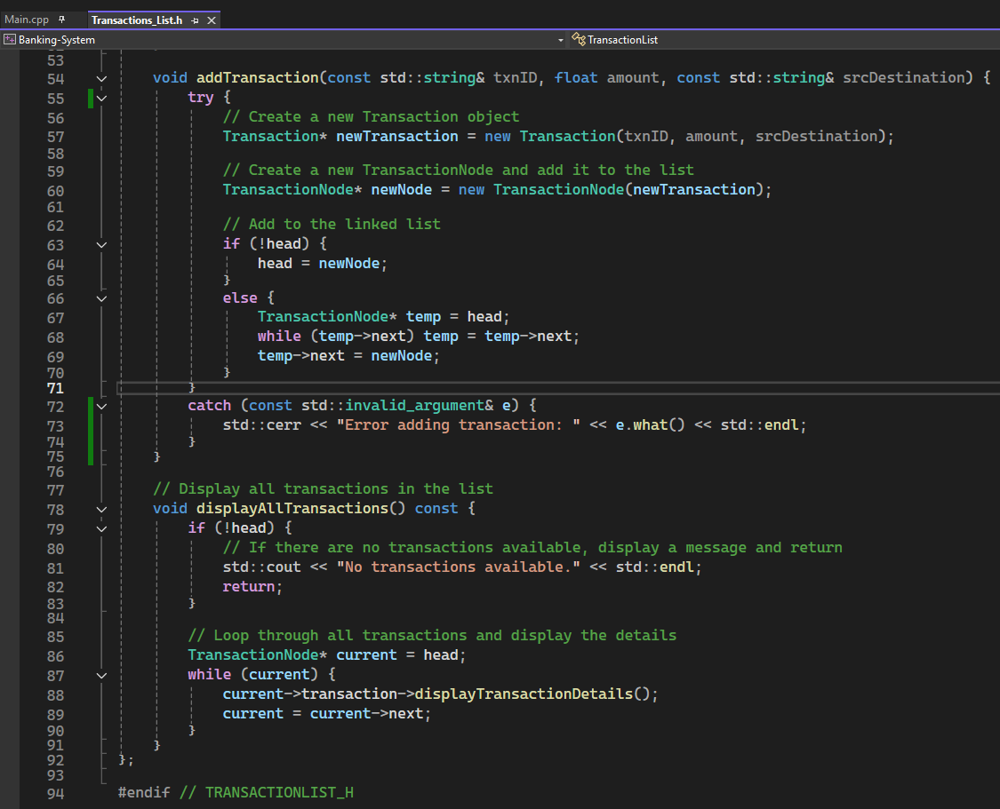 Main.cpp
Transactions_List.h
Banking-System
TransactionList
53
54 void addTransaction(const std::string& txnID, float amount, const std::string& srcDestination) {
55 try {
56 // Create a new Transaction object
57 Transaction* newTransaction = new Transaction(txnID, amount, srcDestination);
58
59 // Create a new TransactionNode and add it to the list
60 TransactionNode* newNode = new TransactionNode(newTransaction);
61
62 // Add to the linked list
63 if (!head) {
64 head = newNode;
65 }
66 else {
67 TransactionNode* temp = head;
68 while (temp->next) temp = temp->next;
69 temp->next = newNode;
70 }
71 }
72 catch (const std::invalid_argument& e) {
73 std::cerr << "Error adding transaction: " << e.what() << std::endl;
74 }
75 }
76
77 // Display all transactions in the list
78 void displayAllTransactions() const {
79 if (!head) {
80 // If there are no transactions available, display a message and return
81 std::cout << "No transactions available." << std::endl;
82 return;
83 }
84
85 // Loop through all transactions and display the details
86 TransactionNode* current = head;
87 while (current) {
88 current->transaction->displayTransactionDetails();
89 current = current->next;
90 }
91 }
92 };
93
94 #endif // TRANSACTIONLIST_H